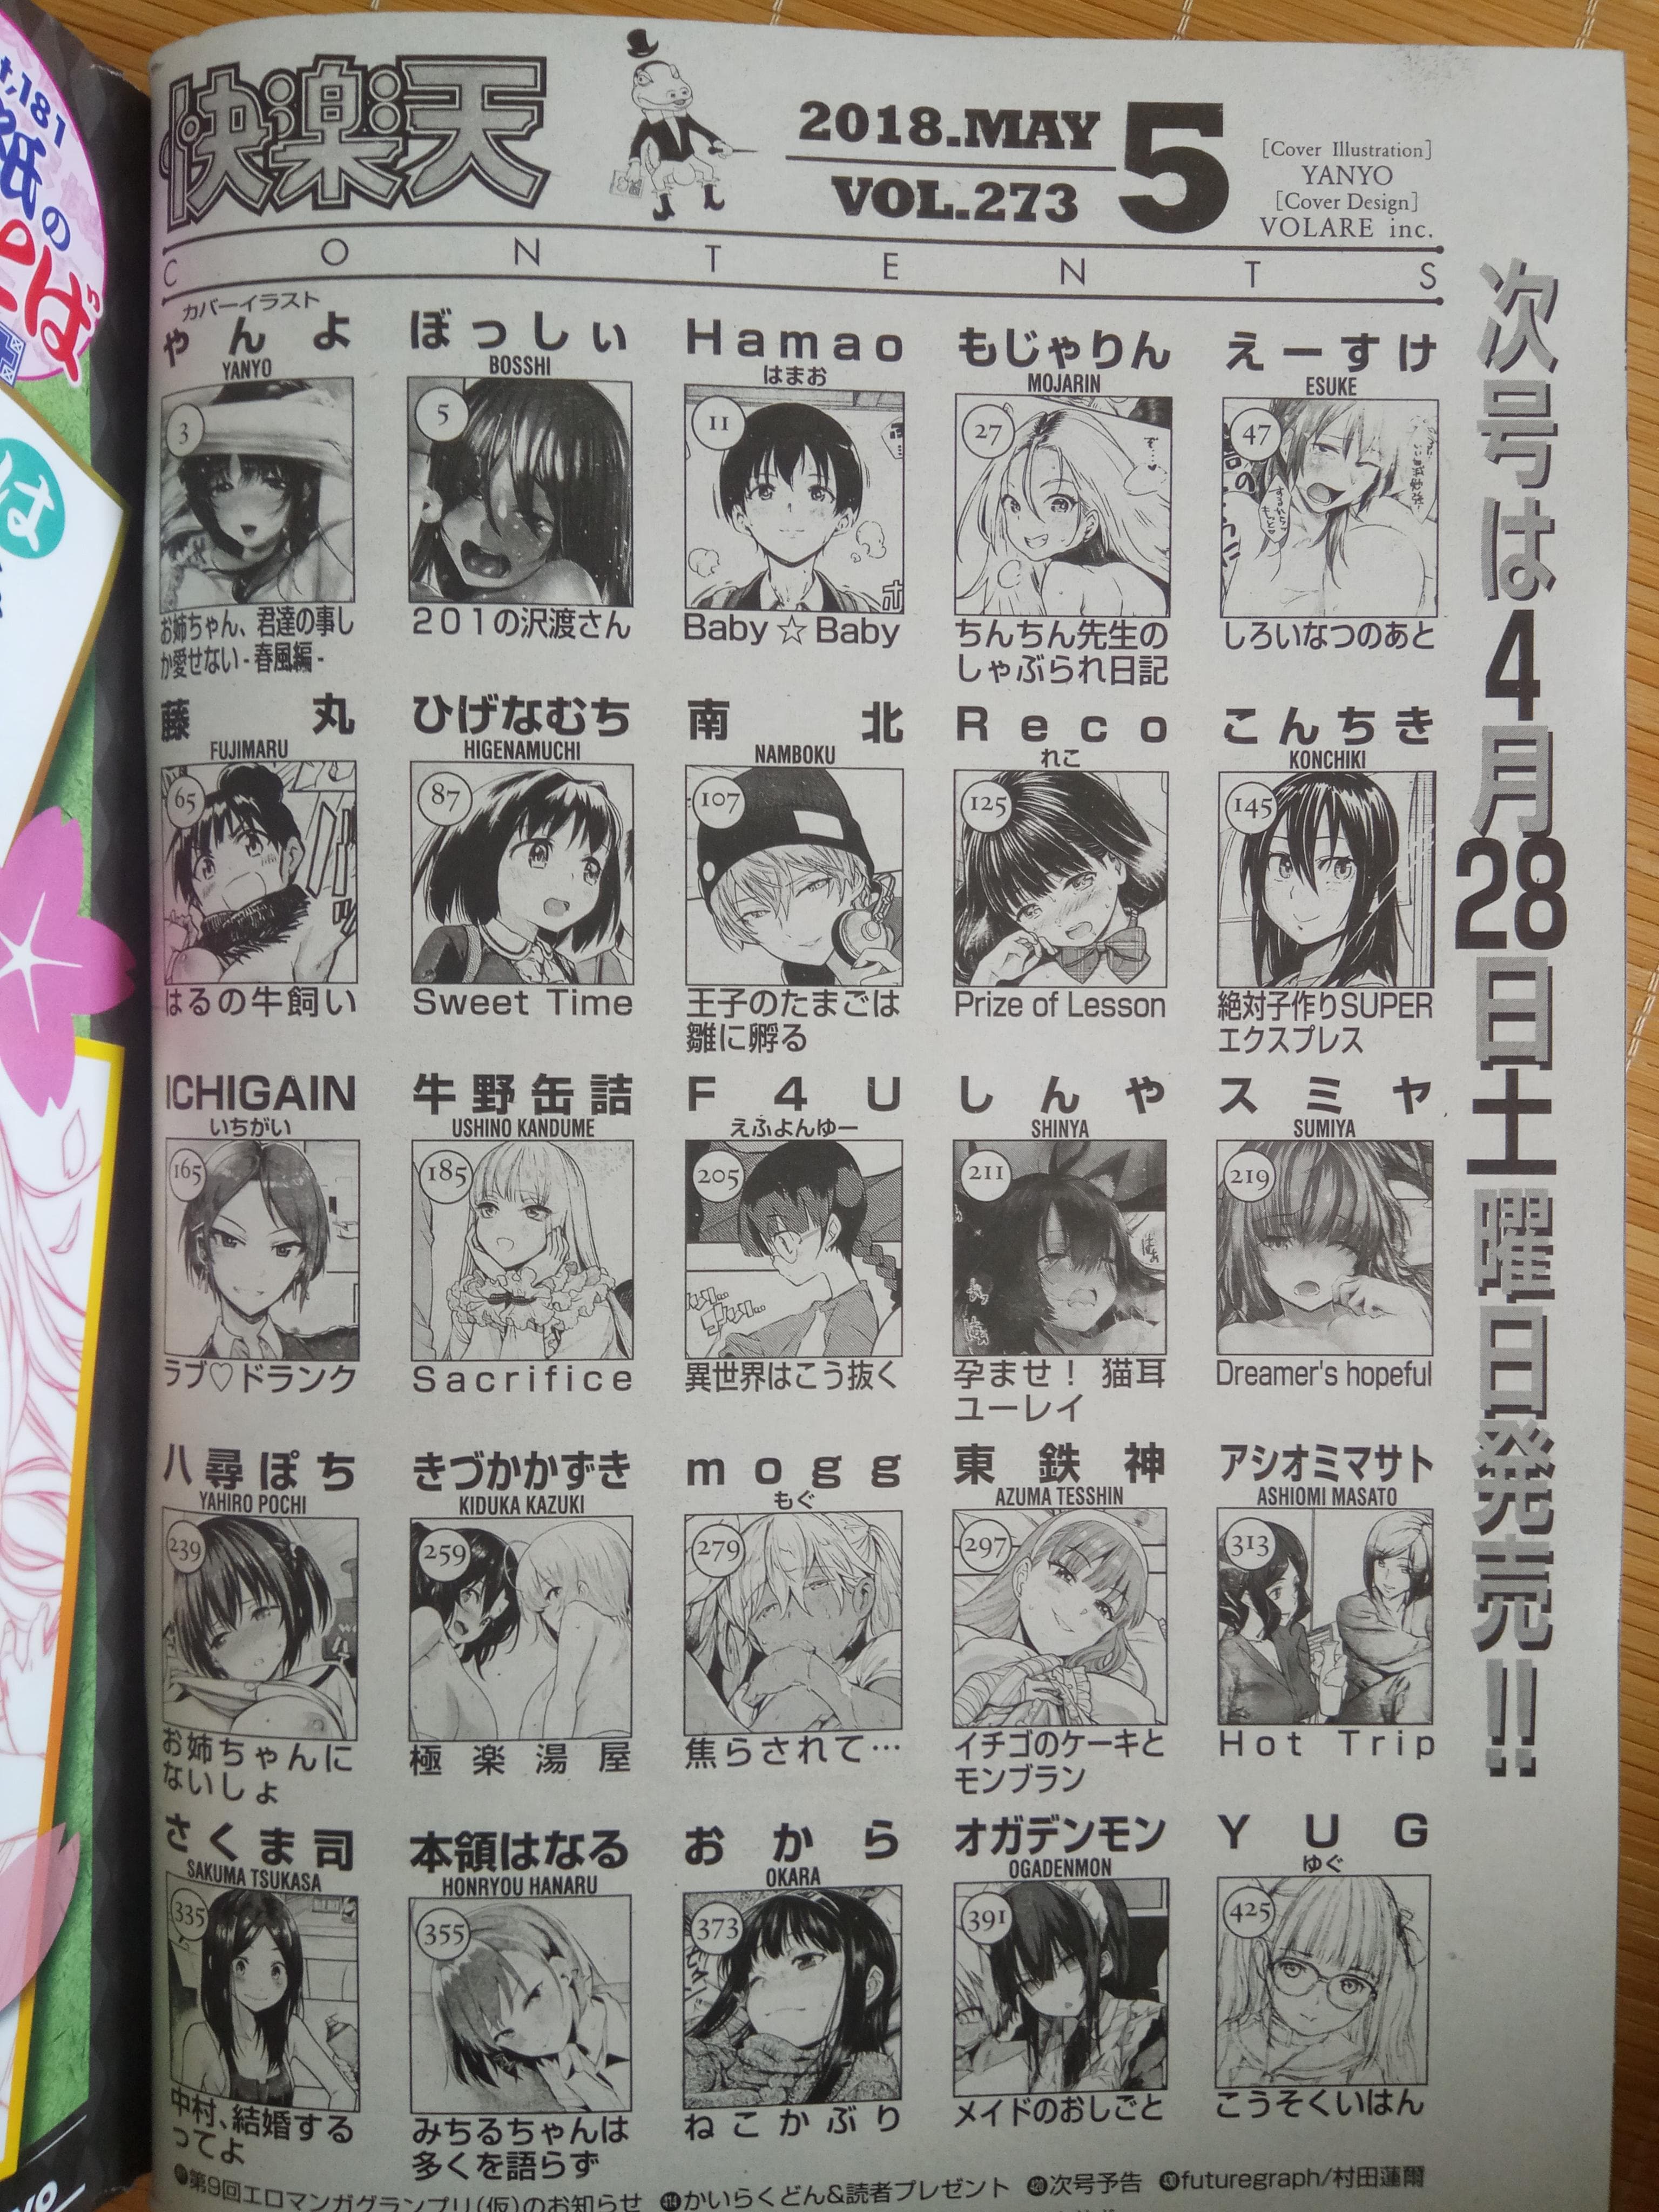 快楽天
2018.MAY
VOL.273
5
[Cover Illustration]
YANYO
[Cover Design]
VOLARE inc.
CONTENTS
カバーイラスト
やんよ
YANYO
3
お姉ちゃん、君達の事し
か愛せない-春風編-
ぼっしぃ
BOSSHI
5
201の沢渡さん
Hamao
はまお
11
Baby☆Baby
もじゃりん
MOJARIN
27
ちんちん先生の
しゃぶられ日記
えーすけ
ESUKE
47
しろいなつのあと
藤丸
FUJIMARU
65
はるの牛飼い
ひげなむち
HIGENAMUCHI
87
Sweet Time
南北
NAMBOKU
107
王子のたまごは
雛に孵る
Reco
れこ
125
Prize of Lesson
こんちき
KONCHIKI
145
絶対子作りSUPER
エクスプレス
ICHIGAIN
いちがい
165
ラブ♡ドランク
牛野缶詰
USHINO KANDUME
185
Sacrifice
F4U
えふよんゆー
205
異世界はこう抜く
しんや
SHINYA
211
孕ませ！猫耳
ユーレイ
スミヤ
SUMIYA
219
Dreamer's hopeful
八尋ぽち
YAHIRO POCHI
239
お姉ちゃんに
ないしょ
きづかかずき
KIDUKA KAZUKI
259
極楽湯屋
mogg
もぐ
279
焦らされて…
東鉄神
AZUMA TESSHIN
297
イチゴのケーキと
モンブラン
アシオミマサト
ASHIOMI MASATO
313
Hot Trip
さくま司
SAKUMA TSUKASA
335
中村、結婚する
ってよ
本領はなる
HONRYOU HANARU
355
みちるちゃんは
多くを語らず
おから
OKARA
373
ねこかぶり
オガデンモン
OGADENMON
391
メイドのおしごと
YUG
ゆぐ
425
こうそくいはん
第9回エロマンガグランプリ(仮)のお知らせ
かいらくどん&読者プレゼント
次号予告
futuregraph/村田蓮爾
次号は4月28日土曜日発売!!